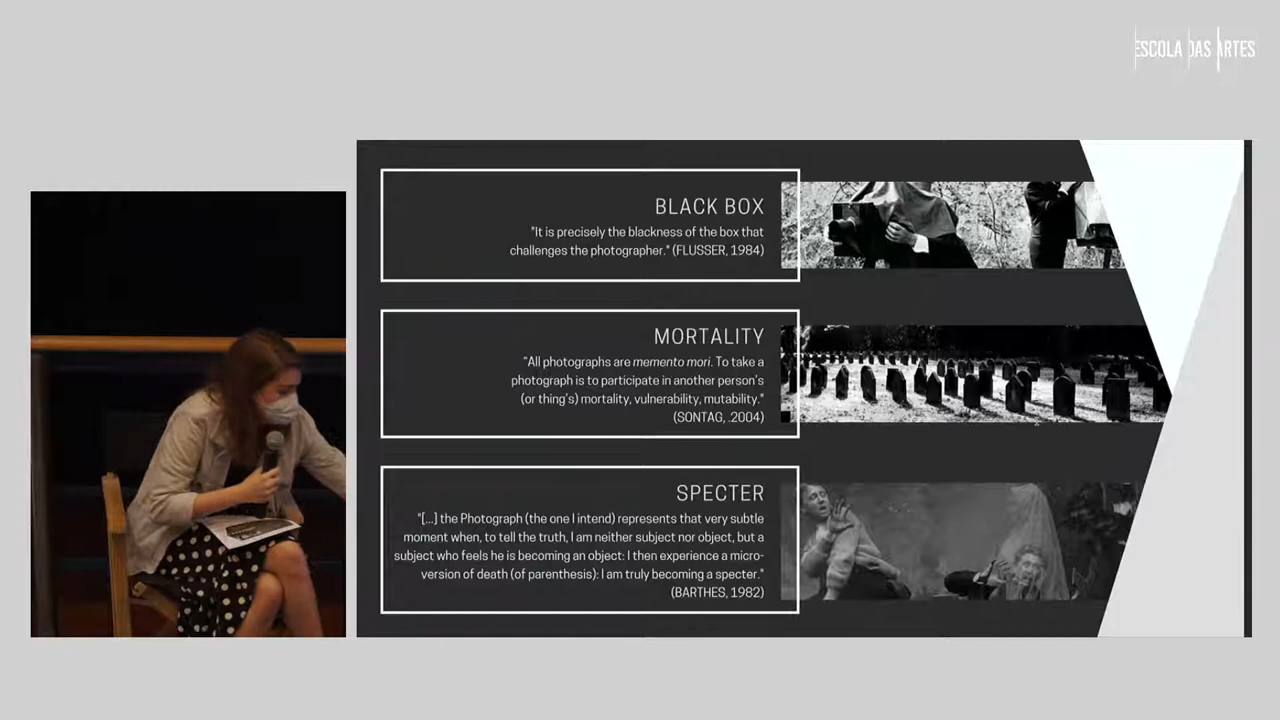 ESCOLA DAS ARTES
BLACK BOX
"It is precisely the blackness of the box that
challenges the photographer." (FLUSSER, 1984)
MORTALITY
"All photographs are memento mori. To take a
photograph is to participate in another person's
(or thing's) mortality, vulnerability, mutability."
(SONTAG, .2004)
SPECTER
"[...] the Photograph (the one I intend) represents that very subtle
moment when, to tell the truth, I am neither subject nor object, but a
subject who feels he is becoming an object: I then experience a micro-
version of death (of parenthesis): I am truly becoming a specter."
(BARTHES, 1982)